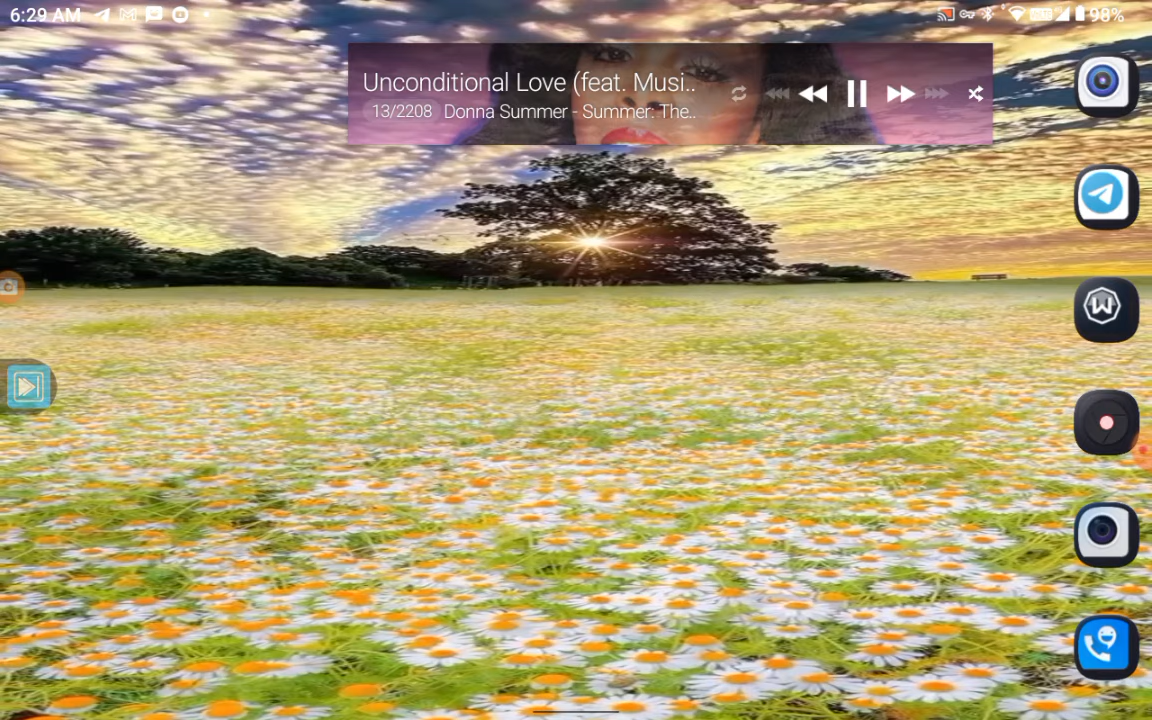 6:29 AM
98%
Unconditional Love (feat. Musi..
13/2208 Donna Summer - Summer: The..
W